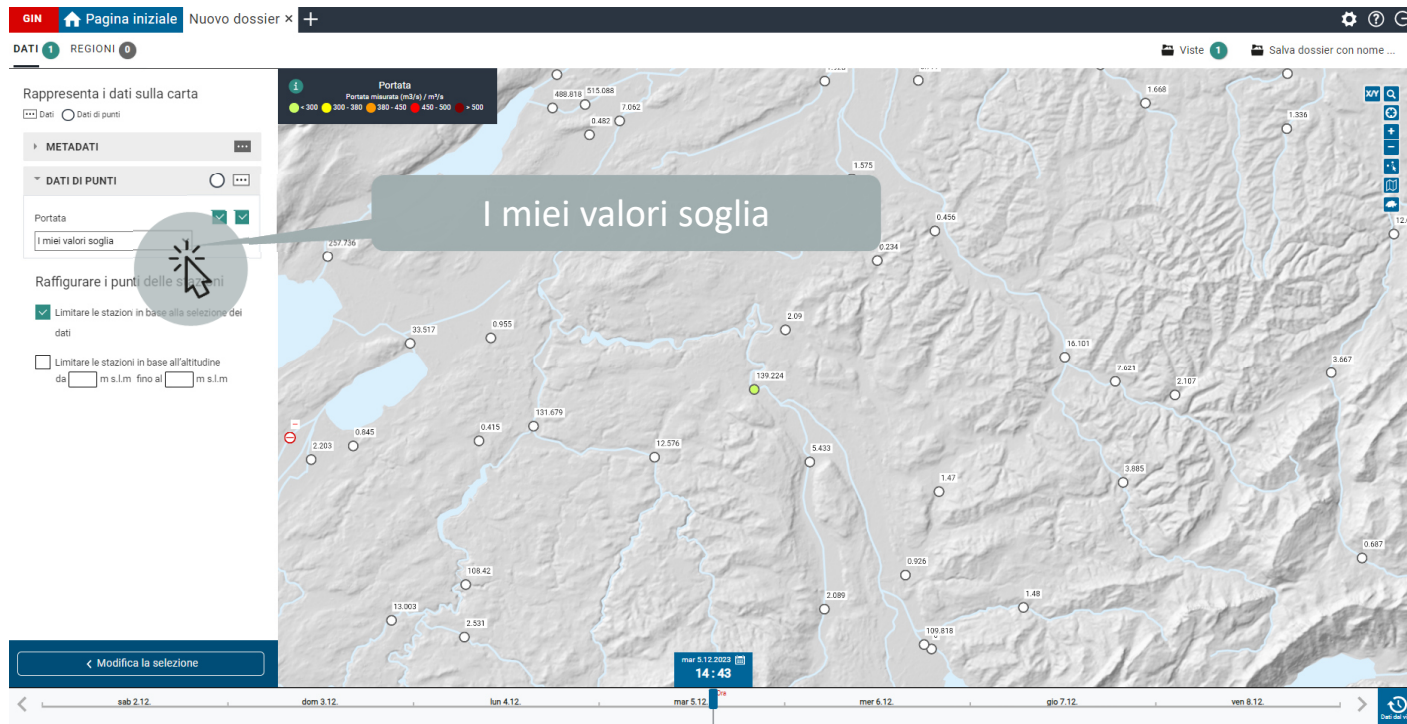 GIN Pagina iniziale Nuovo dossier × +
DATI 1 REGIONI 0
Viste 1 Salva dossier con nome ...
Rappresenta i dati sulla carta
Dati Dati di punti
METADATI
DATI DI PUNTI
Portata
I miei valori soglia
Raffigurare i punti delle stazioni
Limitare le stazion in base alla selezione dei
dati
Limitare le stazioni in base all'altitudine
da m s.l.m fino al m s.l.m
Modifica la selezione
i Portata
Portata misurata (m3/s) / m³/s
< 300 300 - 380 380 - 450 450 - 500 > 500
I miei valori soglia
X/Y
488.818 515.088
7.062
0.482
1.668
1.336
1.575
0.456
0.234
257.736
2.09
33.517
0.955
16.101
7.621
2.107
3.667
139.224
131.679
0.415
0.845
2.203
12.576
5.433
1.47
3.885
0.926
0.687
108.42
13.003
2.531
2.089
1.48
109.818
mar 5.12.2023
14 : 43
sab 2.12. dom 3.12. lun 4.12. mar 5.12. Ora mer 6.12. gio 7.12. ven 8.12.